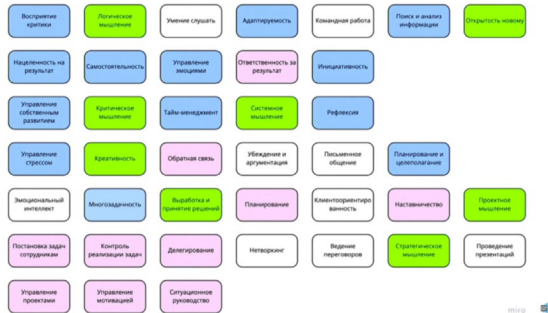 Восприятие критики
Логическое мышление
Умение слушать
Адаптируемость
Командная работа
Поиск и анализ информации
Открытость новому
Нацеленность на результат
Самостоятельность
Управление эмоциями
Ответственность за результат
Инициативность
Управление собственным развитием
Критическое мышление
Тайм-менеджмент
Системное мышление
Рефлексия
Управление стрессом
Креативность
Обратная связь
Убеждение и аргументация
Письменное общение
Планирование и целеполагание
Эмоциональный интеллект
Многозадачность
Выработка и принятие решений
Планирование
Клиентоориентиро
ванность
Наставничество
Проектное мышление
Постановка задач сотрудникам
Контроль реализации задач
Делегирование
Нетворкинг
Ведение переговоров
Стратегическое мышление
Проведение презентаций
Управление проектами
Управление мотивацией
Ситуационное руководство
miro